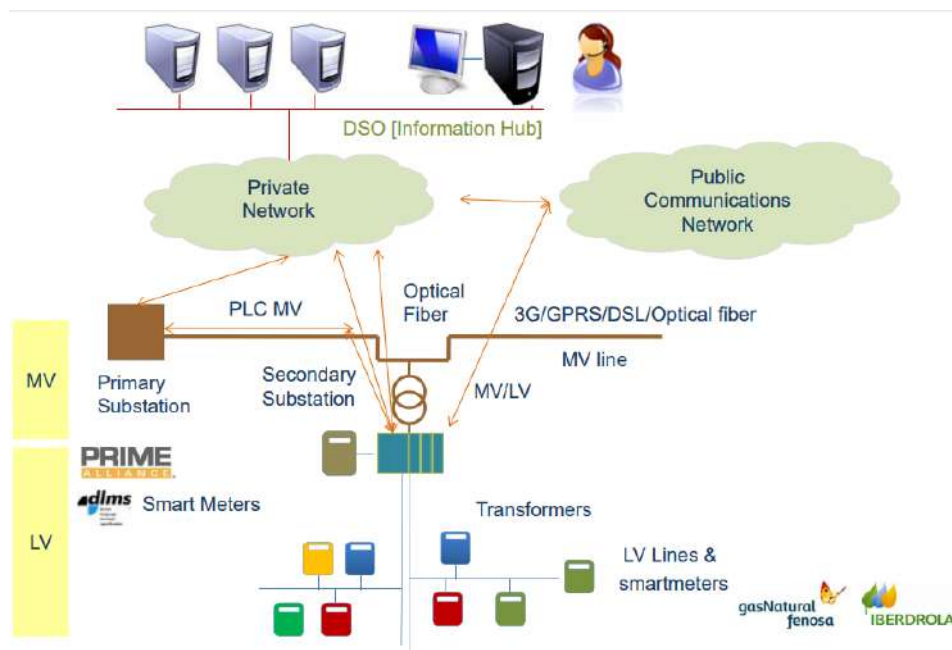 DSO [Information Hub]
Private
Network
Public
Communications
Network
Optical
Fiber
PLC MV
3G/GPRS/DSL/Optical fiber
MV line
MV
Primary
Substation
Secondary
Substation
MV/LV
PRIME
ALLIANCE
dlms
Smart Meters
Transformers
LV
LV Lines &
smartmeters
gasNatural
fenosa
IBERDROLA